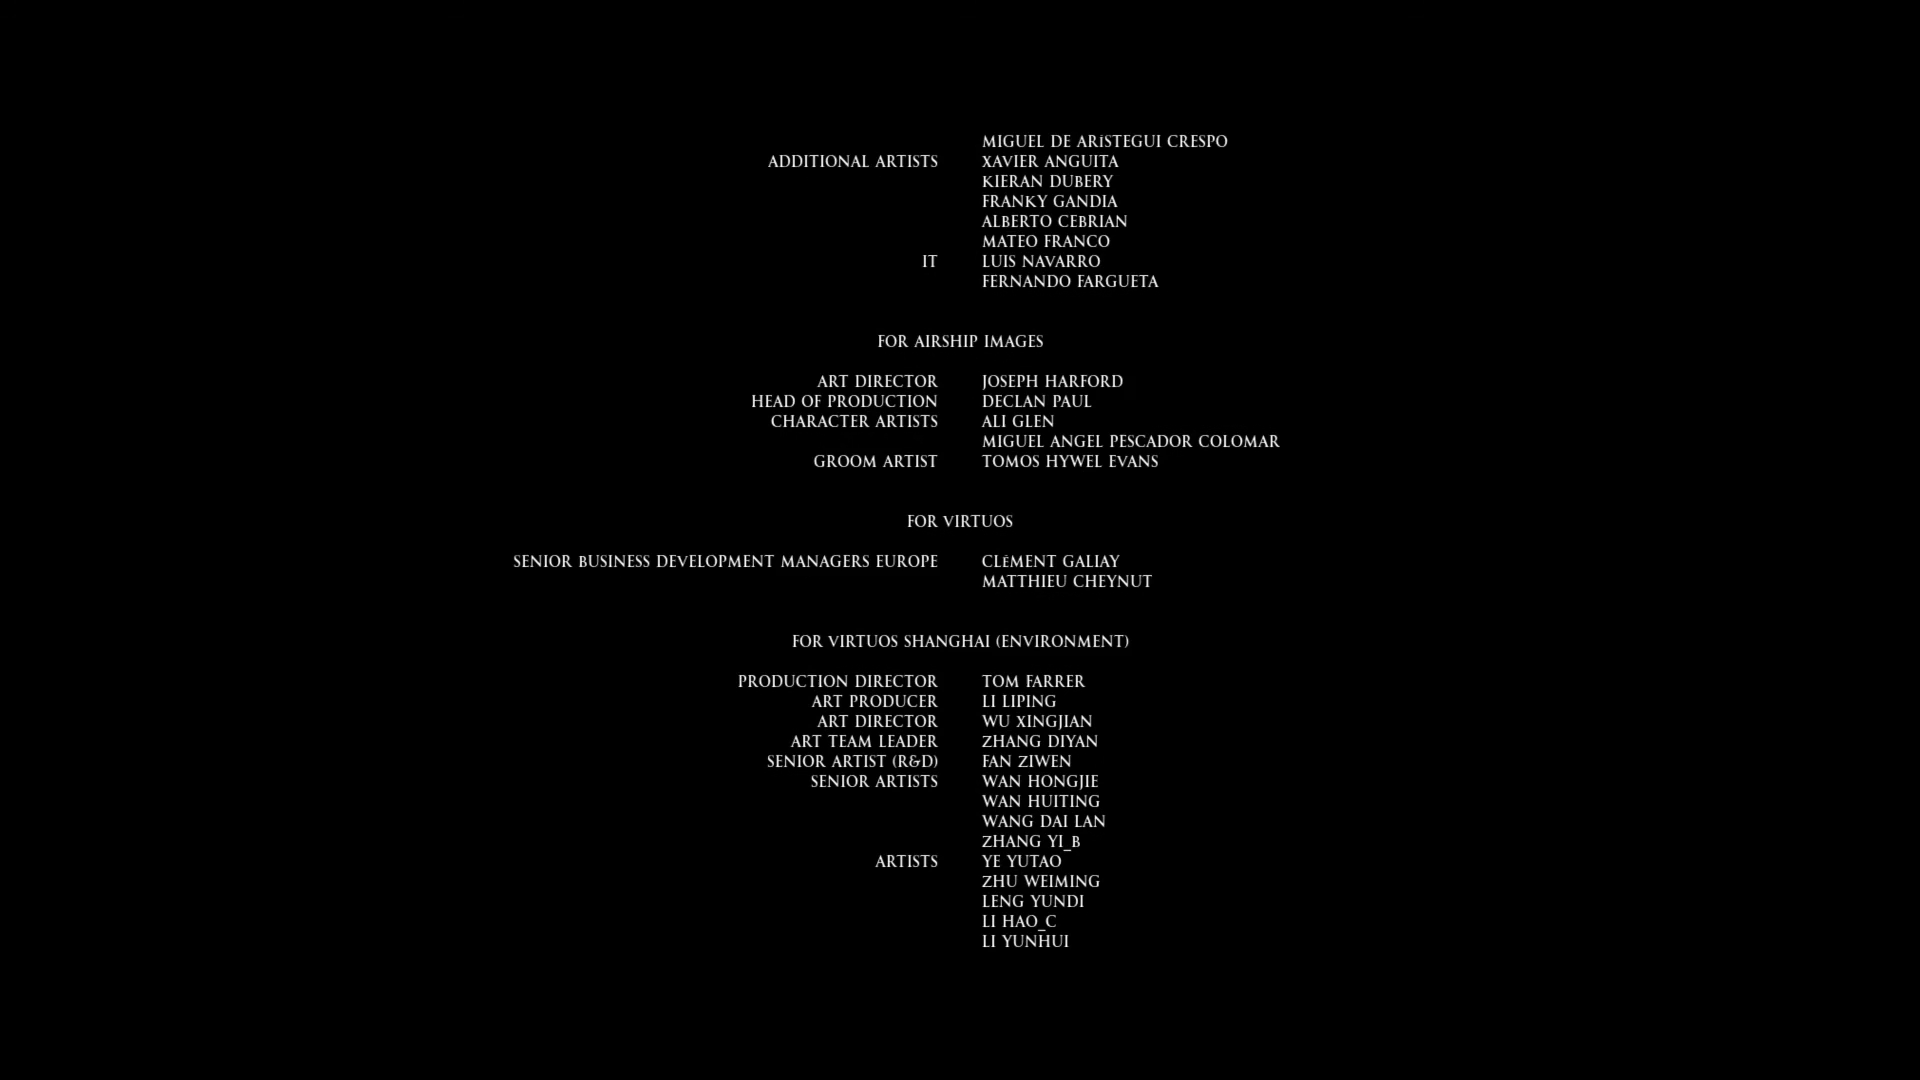 MIGUEL DE ARÍSTEGUI CRESPO
ADDITIONAL ARTISTS XAVIER ANGUITA
KIERAN DUBERY
FRANKY GANDIA
ALBERTO CEBRIAN
MATEO FRANCO
IT LUIS NAVARRO
FERNANDO FARGUETA
FOR AIRSHIP IMAGES
ART DIRECTOR JOSEPH HARFORD
HEAD OF PRODUCTION DECLAN PAUL
CHARACTER ARTISTS ALI GLEN
MIGUEL ANGEL PESCADOR COLOMAR
GROOM ARTIST TOMOS HYWEL EVANS
FOR VIRTUOS
SENIOR BUSINESS DEVELOPMENT MANAGERS EUROPE CLÉMENT GALIAY
MATTHIEU CHEYNUT
FOR VIRTUOS SHANGHAI (ENVIRONMENT)
PRODUCTION DIRECTOR TOM FARRER
ART PRODUCER LI LIPING
ART DIRECTOR WU XINGJIAN
ART TEAM LEADER ZHANG DIYAN
SENIOR ARTIST (R&D) FAN ZIWEN
SENIOR ARTISTS WAN HONGJIE
WAN HUITING
WANG DAI LAN
ZHANG YI_B
ARTISTS YE YUTAO
ZHU WEIMING
LENG YUNDI
LI HAO_C
LI YUNHUI